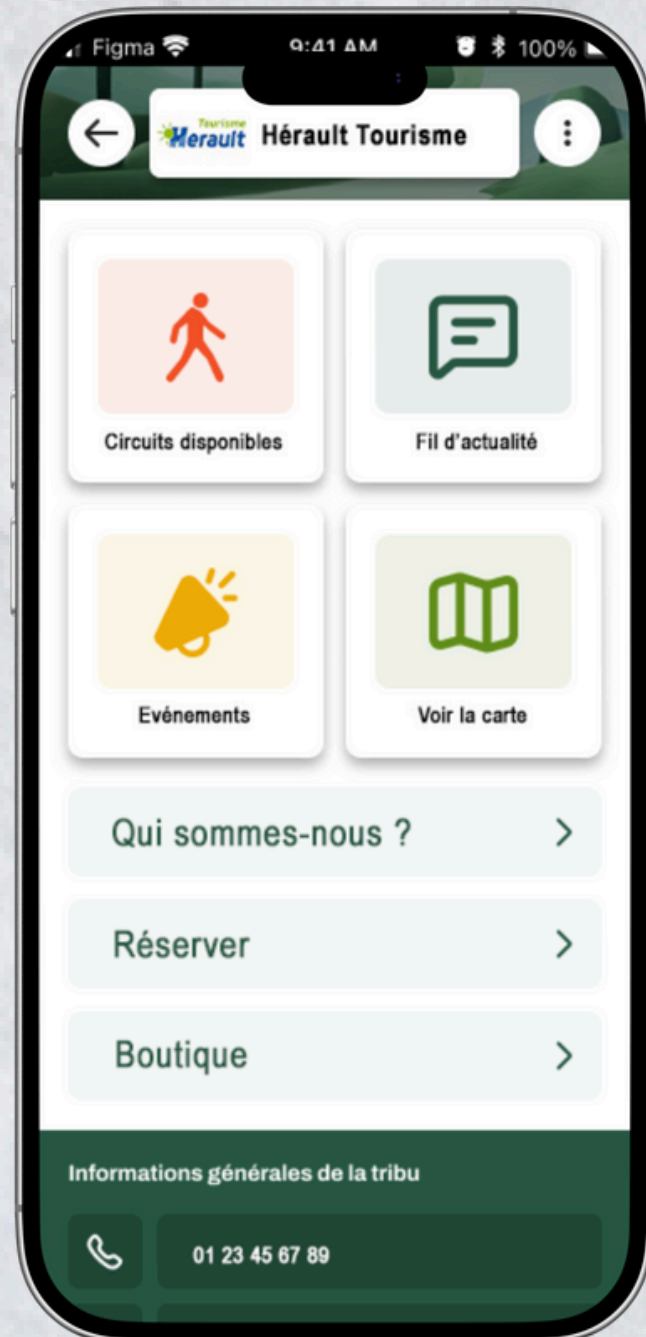 Figma 9:41 AM 100%
Tourisme
Herault Hérault Tourisme
Circuits disponibles Fil d'actualité
Evénements Voir la carte
Qui sommes-nous ?
Réserver
Boutique
Informations générales de la tribu
01 23 45 67 89